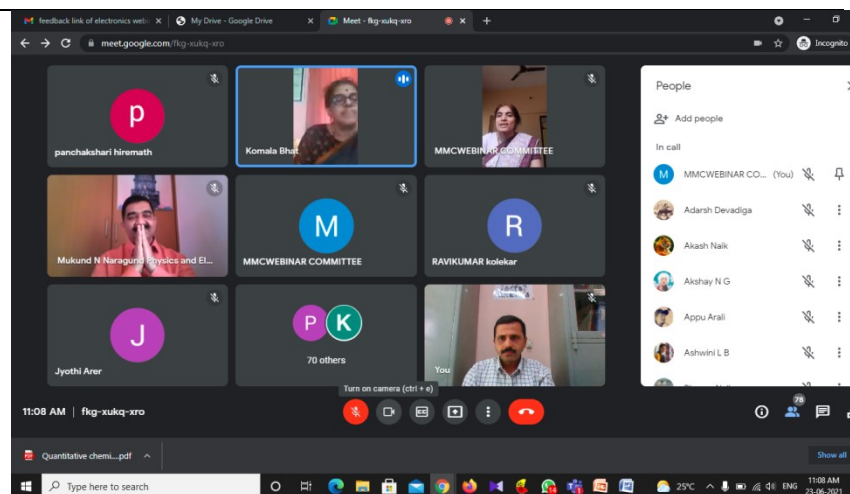 feedback link of electronics webi
My Drive - Google Drive
Meet - fkg-xukq-xro
meet.google.com/fkg-xukq-xro
Incognito
p
panchakshari hiremath
Komala Bhat
MMCWEBINAR COMMITTEE
Mukund N Naragund Physics and El...
M
MMCWEBINAR COMMITTEE
R
RAVIKUMAR kolekar
J
Jyothi Arer
P K
70 others
You
Turn on camera (ctrl + e)
People
Add people
In call
M MMCWEBINAR CO... (You)
Adarsh Devadiga
Akash Naik
Akshay N G
Appu Arali
Ashwini L B
11:08 AM | fkg-xukq-xro
78
Quantitative chemi....pdf
Show all
Type here to search
25°C
ENG
11:08 AM
23-06-2021